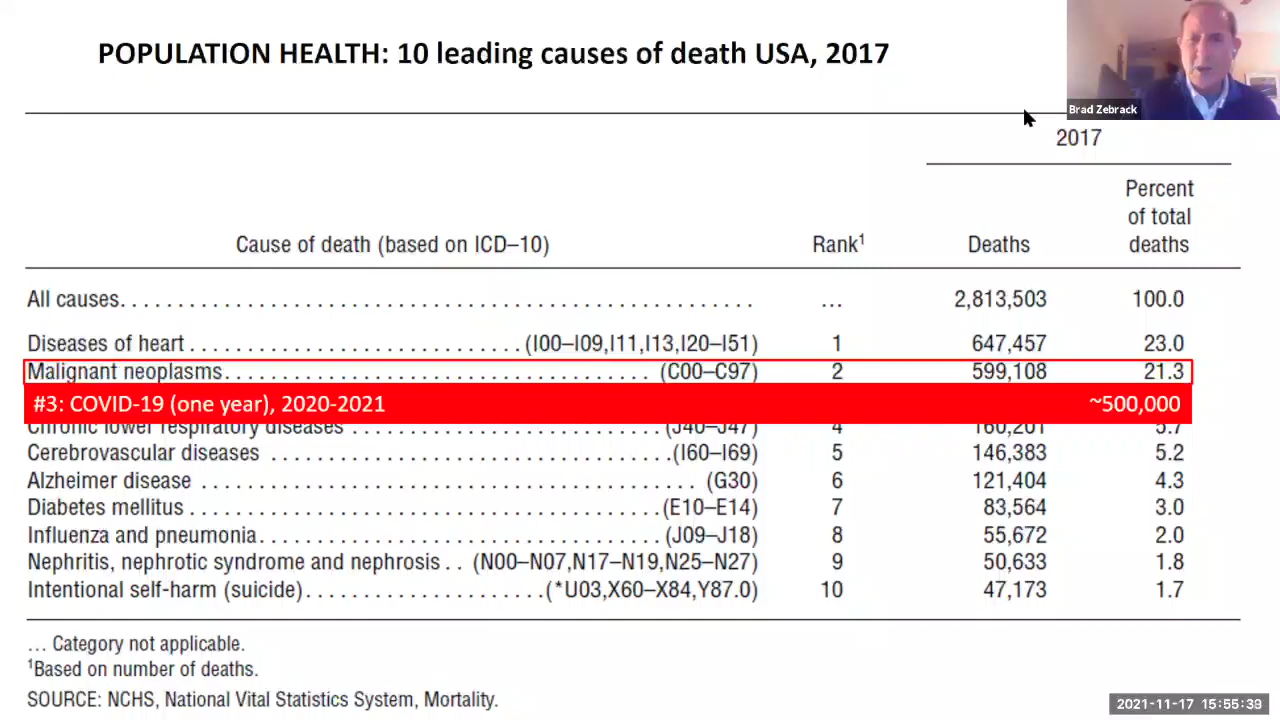 POPULATION HEALTH: 10 leading causes of death USA, 2017
Brad Zebrack
2017
Percent
of total
Cause of death (based on ICD–10) Rank1 Deaths deaths
All causes. . . . . . . . . . . . . . . . . . . . . . . . . . . . . . . . . . . . . . . . . . . . . . . . . . . . ... 2,813,503 100.0
Diseases of heart . . . . . . . . . . . . . . . . . . . . . . . . . . . . . (I00–I09,I11,I13,I20–I51) 1 647,457 23.0
Malignant neoplasms. . . . . . . . . . . . . . . . . . . . . . . . . . . . . . . . . . . . . (C00–C97) 2 599,108 21.3
#3: COVID-19 (one year), 2020-2021 ~500,000
Chronic lower respiratory diseases . . . . . . . . . . . . . . . . . . . . . . . . . . . . (J40–J47) 4 160,201 5.7
Cerebrovascular diseases . . . . . . . . . . . . . . . . . . . . . . . . . . . . . . . . . . .(I60–I69) 5 146,383 5.2
Alzheimer disease . . . . . . . . . . . . . . . . . . . . . . . . . . . . . . . . . . . . . . . . . . (G30) 6 121,404 4.3
Diabetes mellitus . . . . . . . . . . . . . . . . . . . . . . . . . . . . . . . . . . . . . . . . .(E10–E14) 7 83,564 3.0
Influenza and pneumonia. . . . . . . . . . . . . . . . . . . . . . . . . . . . . . . . . . . (J09–J18) 8 55,672 2.0
Nephritis, nephrotic syndrome and nephrosis . . (N00–N07,N17–N19,N25–N27) 9 50,633 1.8
Intentional self-harm (suicide). . . . . . . . . . . . . . . . . . . . .(*U03,X60–X84,Y87.0) 10 47,173 1.7
... Category not applicable.
1Based on number of deaths.
SOURCE: NCHS, National Vital Statistics System, Mortality.
2021-11-17 15:55:39